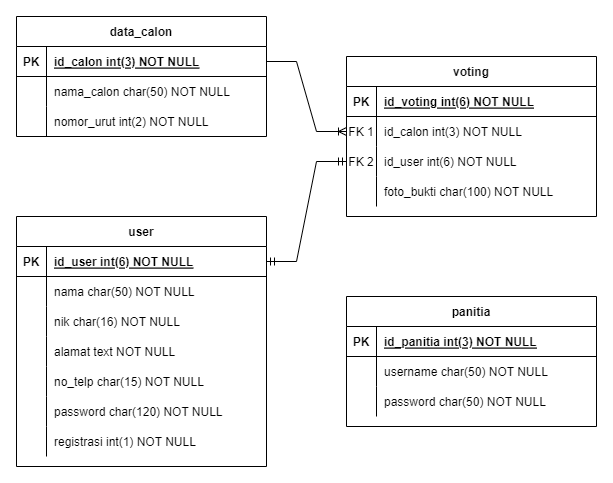 data_calon
PK id_calon int(3) NOT NULL
nama_calon char(50) NOT NULL
nomor_urut int(2) NOT NULL
voting
PK id_voting int(6) NOT NULL
FK 1 id_calon int(3) NOT NULL
FK 2 id_user int(6) NOT NULL
foto_bukti char(100) NOT NULL
user
PK id_user int(6) NOT NULL
nama char(50) NOT NULL
nik char(16) NOT NULL
alamat text NOT NULL
no_telp char(15) NOT NULL
password char(120) NOT NULL
registrasi int(1) NOT NULL
panitia
PK id_panitia int(3) NOT NULL
username char(50) NOT NULL
password char(50) NOT NULL